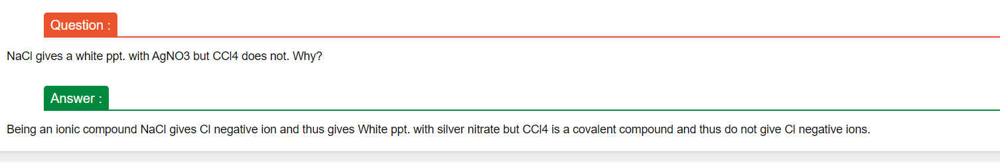 Question :
NaCl gives a white ppt. with AgNO3 but CCl4 does not. Why?
Answer :
Being an ionic compound NaCl gives Cl negative ion and thus gives White ppt. with silver nitrate but CCl4 is a covalent compound and thus do not give Cl negative ions.